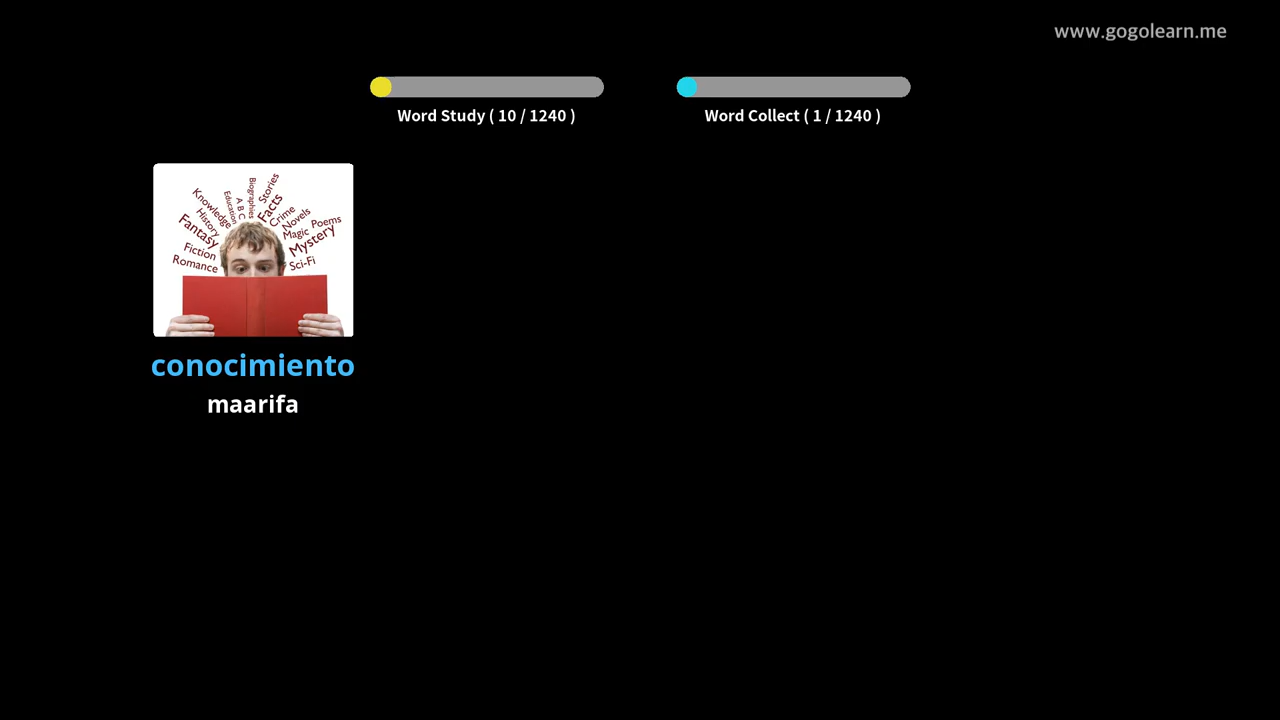 www.gogolearn.me
Word Study ( 10 / 1240 )
Word Collect ( 1 / 1240 )
Knowledge
History
Fantasy
Fiction
Romance
Education
A B C
Biographies
Stories
Facts
Crime
Novels
Magic
Poems
Mystery
Sci-Fi
conocimiento
maarifa